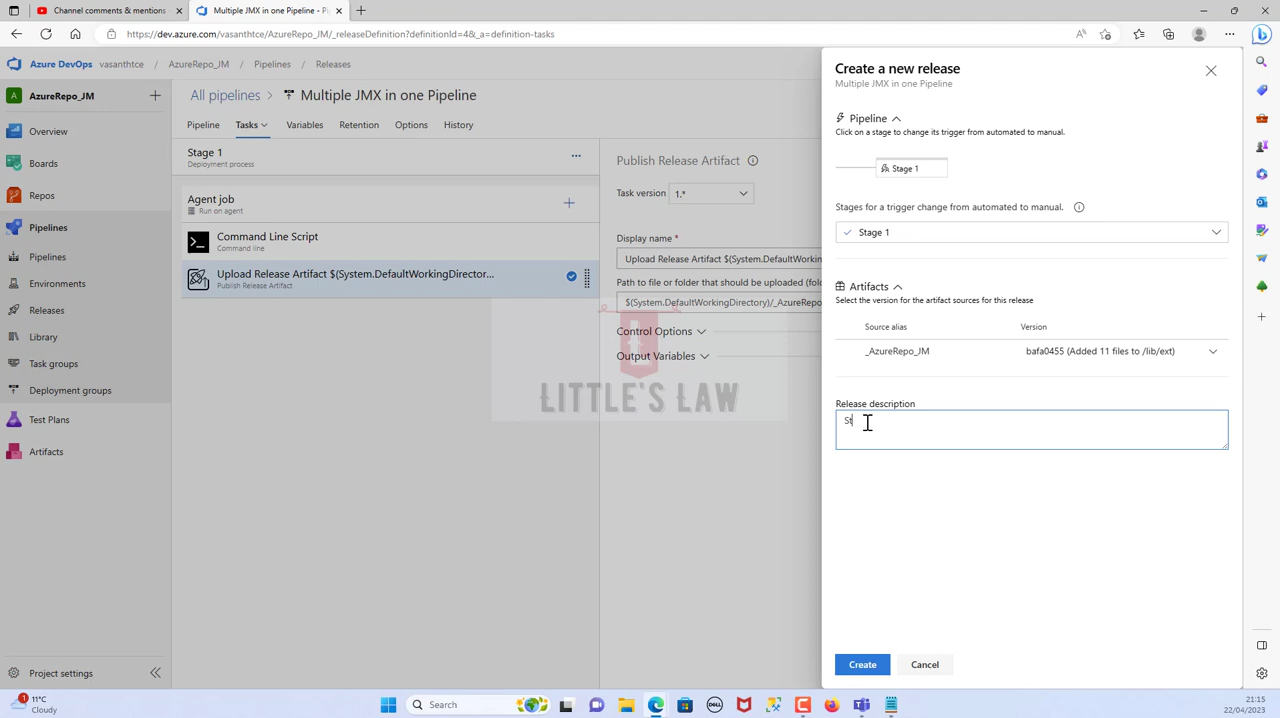 Channel comments & mentions
Multiple JMX in one Pipeline - Pi
https://dev.azure.com/vasanthtce/AzureRepo_JM/_releaseDefinition?definitionId=4&_a=definition-tasks
Azure DevOps vasanthtce / AzureRepo_JM / Pipelines / Releases
A AzureRepo_JM
Overview
Boards
Repos
Pipelines
Pipelines
Environments
Releases
Library
Task groups
Deployment groups
Test Plans
Artifacts
Project settings
All pipelines > Multiple JMX in one Pipeline
Pipeline Tasks Variables Retention Options History
Stage 1
Deployment process
Agent job
Run on agent
Command Line Script
Command line
Upload Release Artifact $(System.DefaultWorkingDirector...
Publish Release Artifact
Publish Release Artifact
Task version 1.*
Display name *
Upload Release Artifact $(System.DefaultWorkin
Path to file or folder that should be uploaded (fol
$(System.DefaultWorkingDirectory)/_AzureRepo
Control Options
Output Variables
LITTLE'S LAW
Create a new release
Multiple JMX in one Pipeline
Pipeline
Click on a stage to change its trigger from automated to manual.
Stage 1
Stages for a trigger change from automated to manual.
Stage 1
Artifacts
Select the version for the artifact sources for this release
Source alias Version
_AzureRepo_JM bafa0455 (Added 11 files to /lib/ext)
Release description
St
Create Cancel
1
11°C
Cloudy
Search
DELL
21:15
22/04/2023